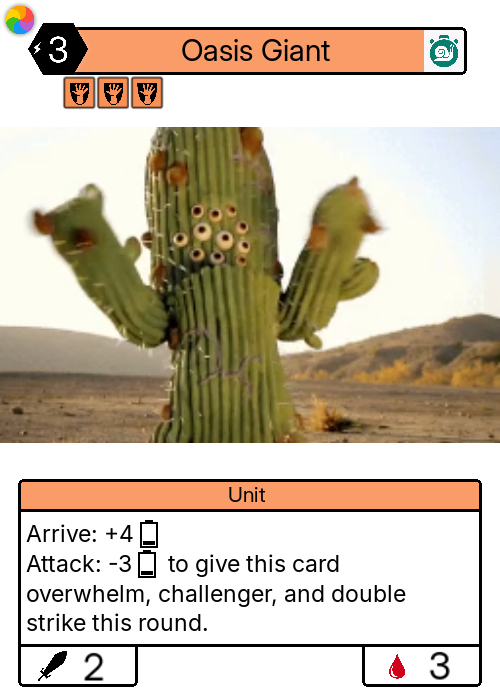 3
Oasis Giant
Unit
Arrive: +4
Attack: -3 to give this card
overwhelm, challenger, and double
strike this round.
2
3